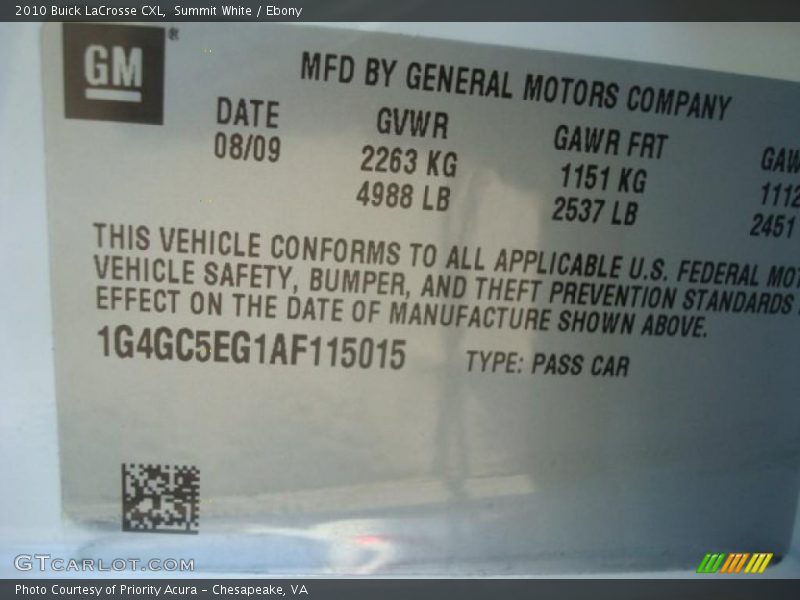 2010 Buick LaCrosse CXL, Summit White / Ebony
GM®
MFD BY GENERAL MOTORS COMPANY
DATE GVWR GAWR FRT GAW
08/09 2263 KG 1151 KG 1112
4988 LB 2537 LB 2451
THIS VEHICLE CONFORMS TO ALL APPLICABLE U.S. FEDERAL MOT
VEHICLE SAFETY, BUMPER, AND THEFT PREVENTION STANDARDS
EFFECT ON THE DATE OF MANUFACTURE SHOWN ABOVE.
1G4GC5EG1AF115015 TYPE: PASS CAR
GTCARLOT.COM
Photo Courtesy of Priority Acura – Chesapeake, VA